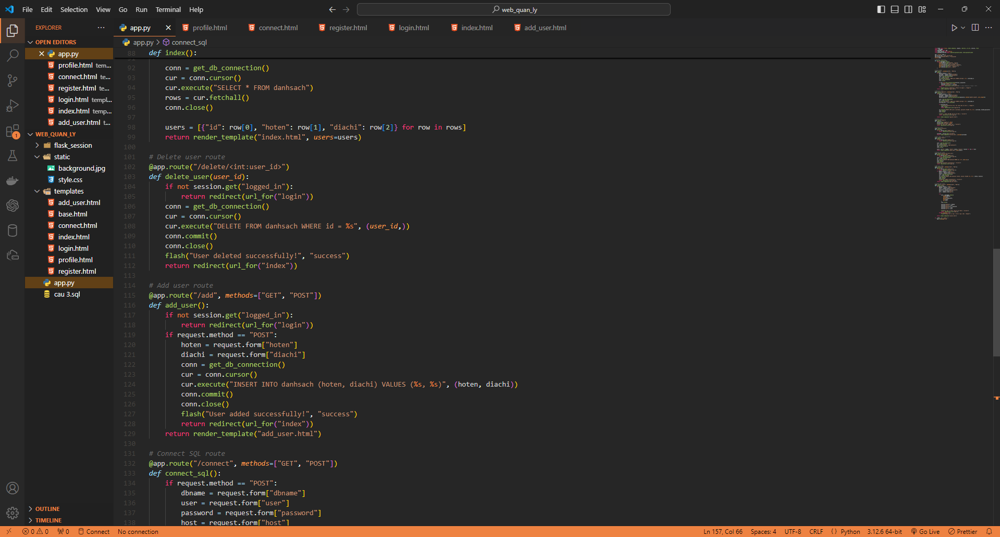 File Edit Selection View Go Run Terminal Help
web_quan_ly
EXPLORER
OPEN EDITORS
app.py
profile.html tem...
connect.html te...
register.html te...
login.html templ...
index.html temp...
add_user.html t...
WEB_QUAN_LY
flask_session
static
background.jpg
style.css
templates
add_user.html
base.html
connect.html
index.html
login.html
profile.html
register.html
app.py
cau 3.sql
OUTLINE
TIMELINE
1
app.py profile.html connect.html register.html login.html index.html add_user.html
app.py > connect_sql
88 def index():
92 conn = get_db_connection()
93 cur = conn.cursor()
94 cur.execute("SELECT * FROM danhsach")
95 rows = cur.fetchall()
96 conn.close()
97
98 users = [{"id": row[0], "hoten": row[1], "diachi": row[2]} for row in rows]
99 return render_template("index.html", users=users)
100
101 # Delete user route
102 @app.route("/delete/<int:user_id>")
103 def delete_user(user_id):
104 if not session.get("logged_in"):
105 return redirect(url_for("login"))
106 conn = get_db_connection()
107 cur = conn.cursor()
108 cur.execute("DELETE FROM danhsach WHERE id = %s", (user_id,))
109 conn.commit()
110 conn.close()
111 flash("User deleted successfully!", "success")
112 return redirect(url_for("index"))
113
114 # Add user route
115 @app.route("/add", methods=["GET", "POST"])
116 def add_user():
117 if not session.get("logged_in"):
118 return redirect(url_for("login"))
119 if request.method == "POST":
120 hoten = request.form["hoten"]
121 diachi = request.form["diachi"]
122 conn = get_db_connection()
123 cur = conn.cursor()
124 cur.execute("INSERT INTO danhsach (hoten, diachi) VALUES (%s, %s)", (hoten, diachi))
125 conn.commit()
126 conn.close()
127 flash("User added successfully!", "success")
128 return redirect(url_for("index"))
129 return render_template("add_user.html")
130
131 # Connect SQL route
132 @app.route("/connect", methods=["GET", "POST"])
133 def connect_sql():
134 if request.method == "POST":
135 dbname = request.form["dbname"]
136 user = request.form["user"]
137 password = request.form["password"]
138 host = request.form["host"]
0 0 0 Connect No connection Ln 157, Col 66 Spaces: 4 UTF-8 CRLF {} Python 3.12.6 64-bit Go Live Prettier